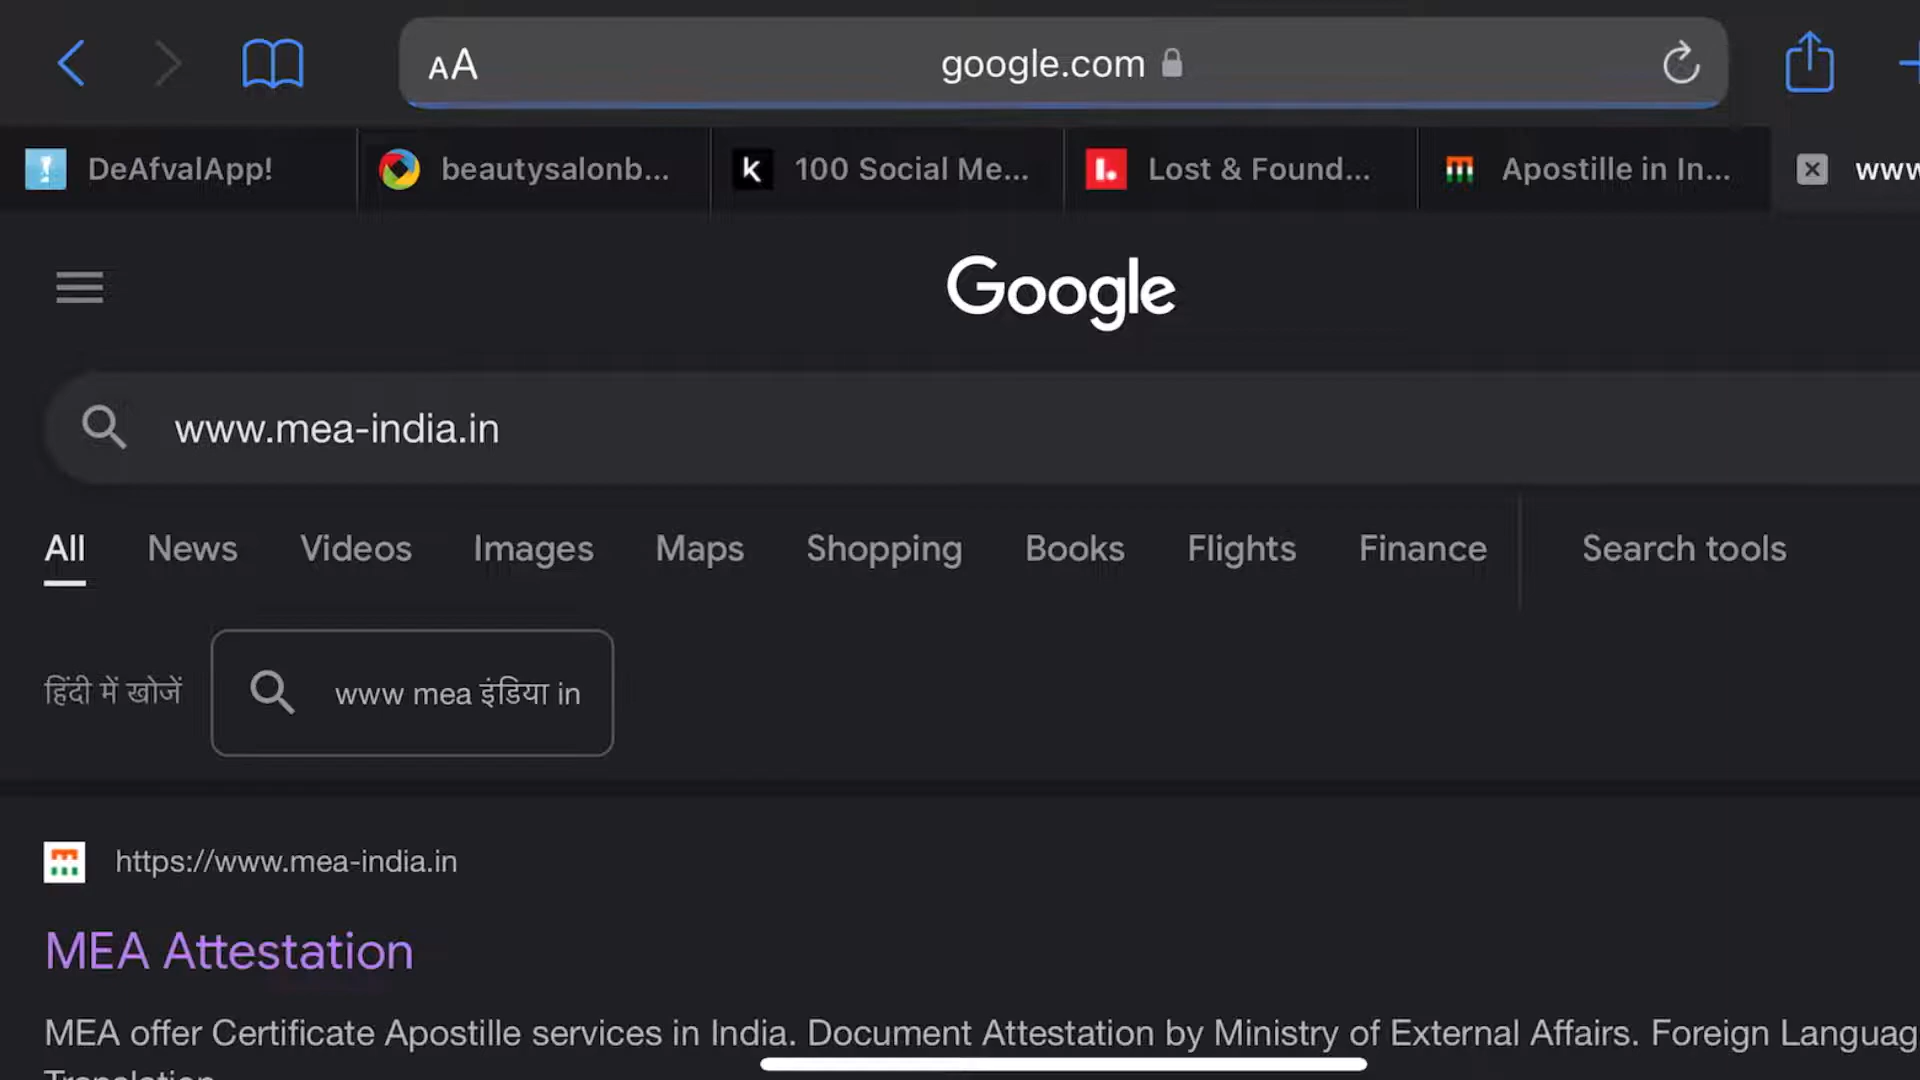 AA google.com
DeAfvalApp! beautysalonb... k 100 Social Me... Lost & Found... Apostille in In... www
Google
www.mea-india.in
All News Videos Images Maps Shopping Books Flights Finance Search tools
हिंदी में खोजें www mea इंडिया in
https://www.mea-india.in
MEA Attestation
MEA offer Certificate Apostille services in India. Document Attestation by Ministry of External Affairs. Foreign Languag